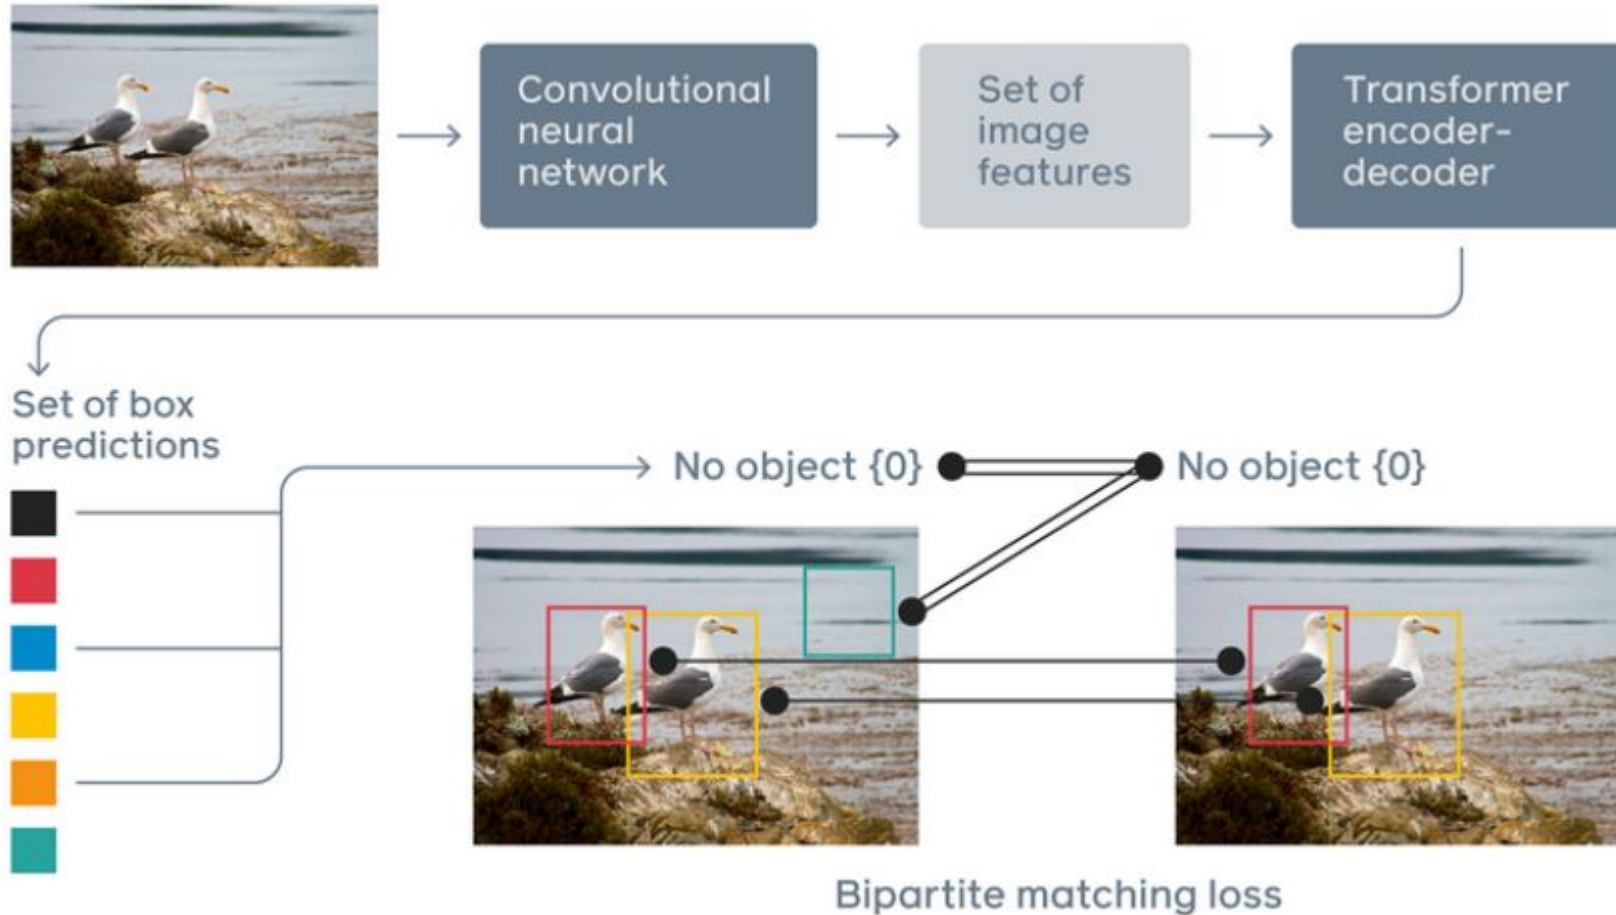 Convolutional
neural
network
Set of
image
features
Transformer
encoder-
decoder
Set of box
predictions
No object {0}
No object {0}
Bipartite matching loss